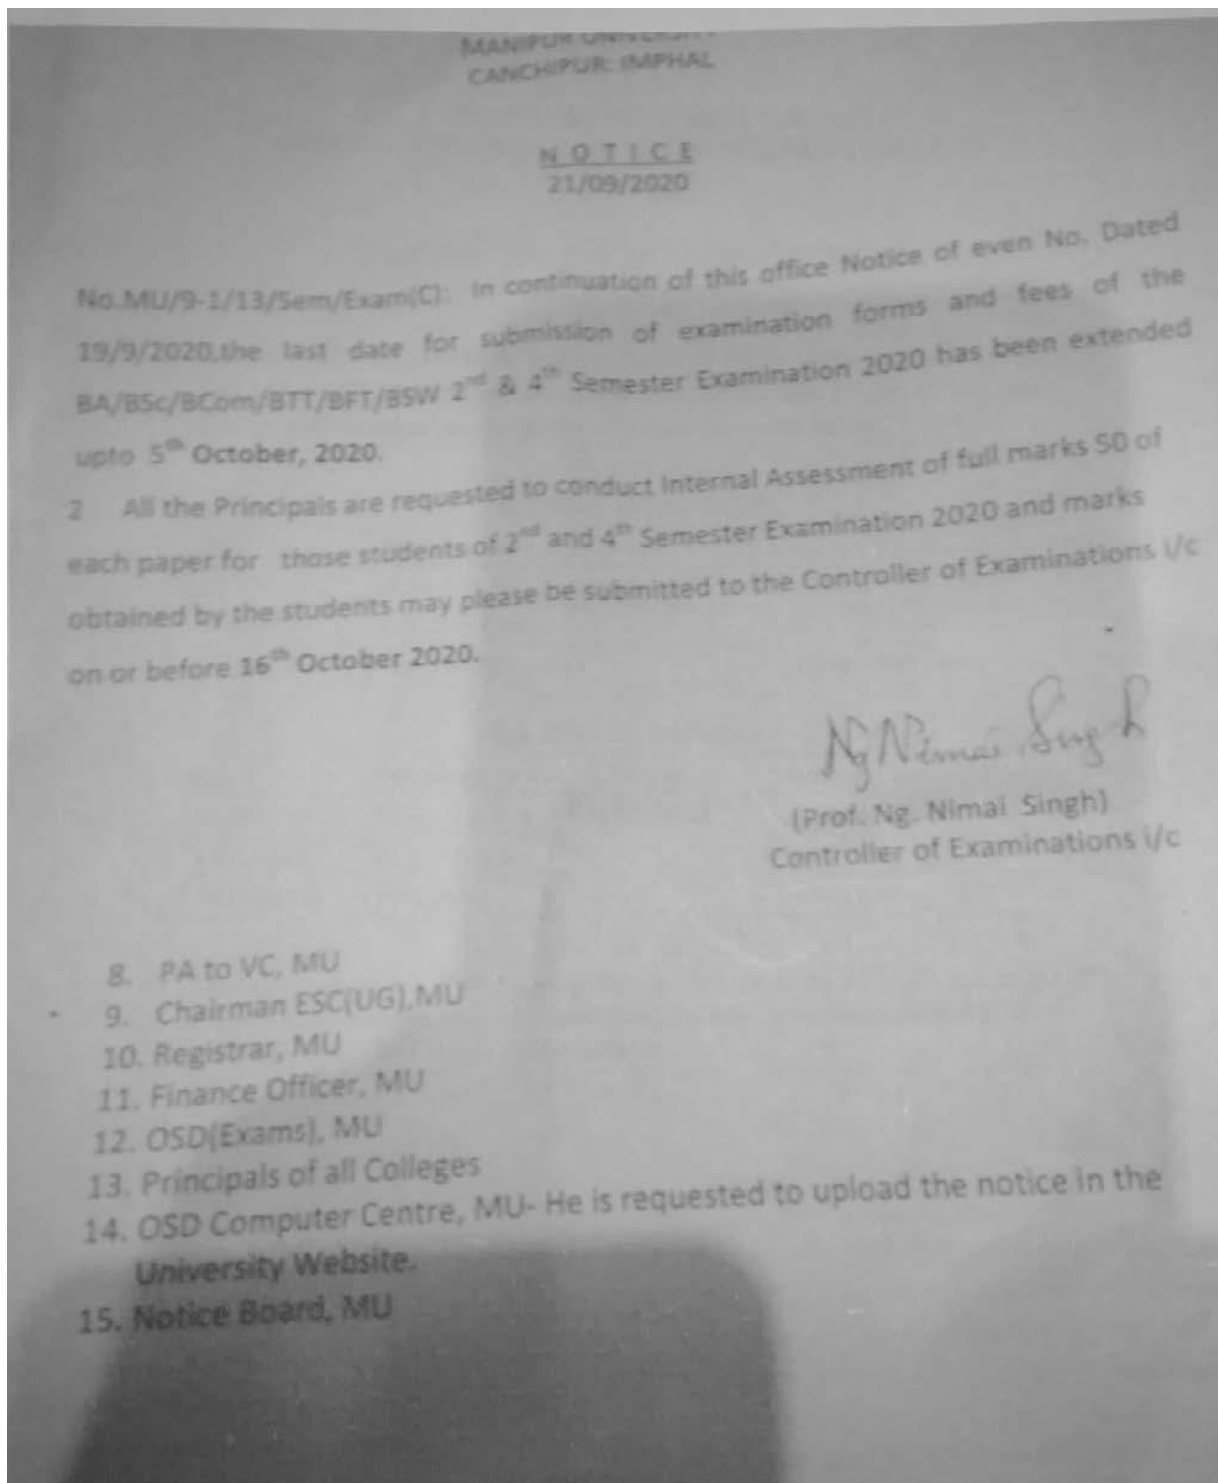 MANIPUR UNIVERSITY
CANCHIPUR: IMPHAL
N O T I C E
21/09/2020
No.MU/9-1/13/Sem/Exam(C): In continuation of this office Notice of even No. Dated
19/9/2020,the last date for submission of examination forms and fees of the
BA/BSc/BCom/BTT/BFT/BSW 2nd & 4th Semester Examination 2020 has been extended
upto 5th October, 2020.
2 All the Principals are requested to conduct Internal Assessment of full marks 50 of
each paper for those students of 2nd and 4th Semester Examination 2020 and marks
obtained by the students may please be submitted to the Controller of Examinations i/c
on or before 16th October 2020.
Ng Nimai Singh
(Prof. Ng. Nimai Singh)
Controller of Examinations i/c
8. PA to VC, MU
9. Chairman ESC(UG),MU
10. Registrar, MU
11. Finance Officer, MU
12. OSD(Exams), MU
13. Principals of all Colleges
14. OSD Computer Centre, MU- He is requested to upload the notice in the
University Website.
15. Notice Board, MU